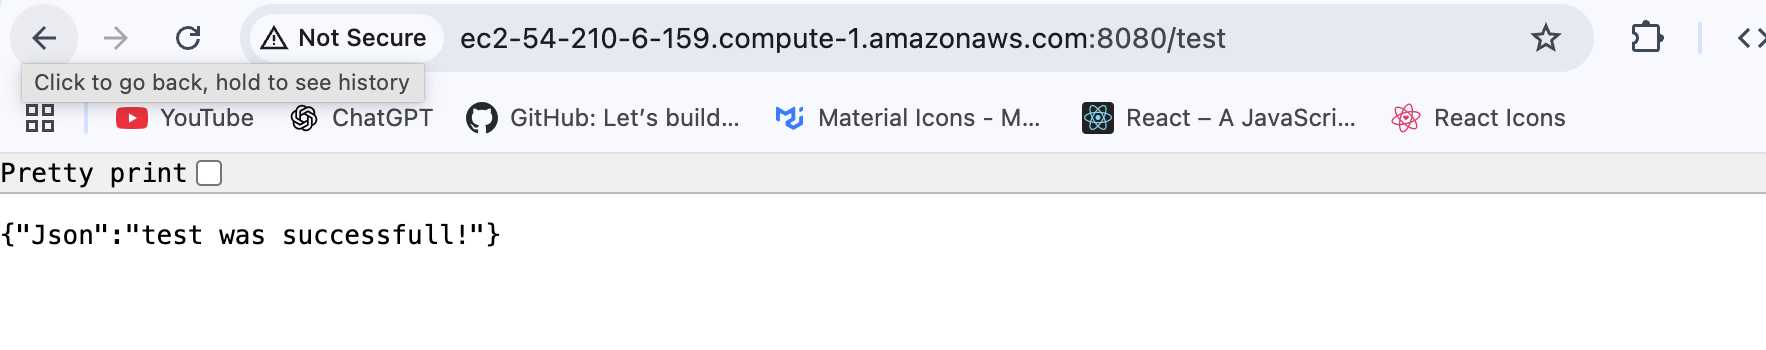 Not Secure ec2-54-210-6-159.compute-1.amazonaws.com:8080/test
Click to go back, hold to see history
YouTube ChatGPT GitHub: Let's build... Material Icons - M... React – A JavaScri... React Icons
Pretty print
{"Json":"test was successfull!"}